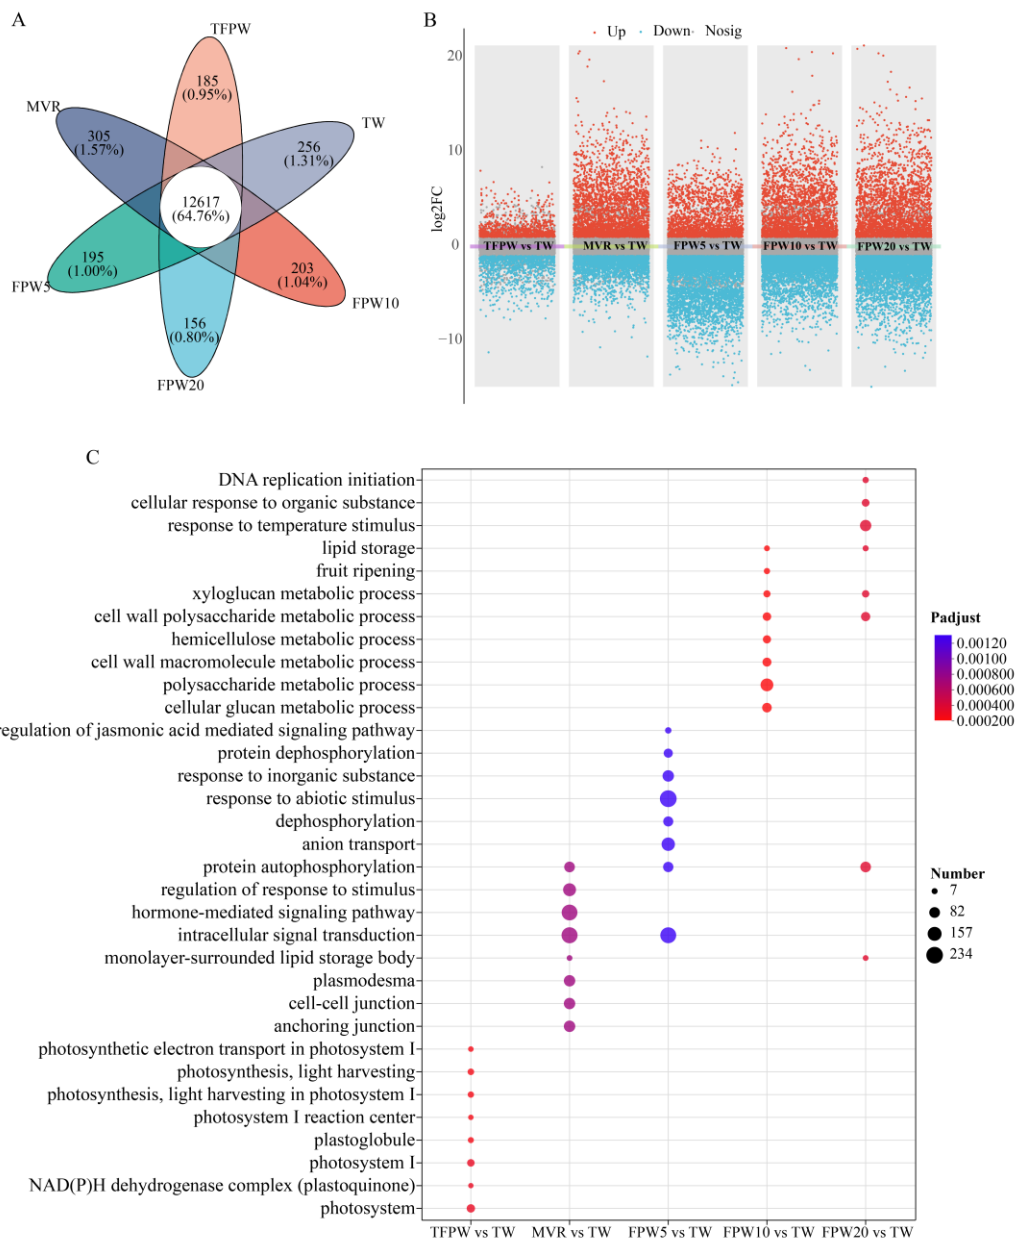 A
TFPW
185
(0.95%)
MVR
305
(1.57%)
TW
256
(1.31%)
12617
(64.76%)
195
(1.00%)
FPW5
203
(1.04%)
FPW10
156
(0.80%)
FPW20
B
Up Down Nosig
20
10
0
−10
log2FC
TFPW vs TW MVR vs TW FPW5 vs TW FPW10 vs TW FPW20 vs TW
C
DNA replication initiation
cellular response to organic substance
response to temperature stimulus
lipid storage
fruit ripening
xyloglucan metabolic process
cell wall polysaccharide metabolic process
hemicellulose metabolic process
cell wall macromolecule metabolic process
polysaccharide metabolic process
cellular glucan metabolic process
regulation of jasmonic acid mediated signaling pathway
protein dephosphorylation
response to inorganic substance
response to abiotic stimulus
dephosphorylation
anion transport
protein autophosphorylation
regulation of response to stimulus
hormone-mediated signaling pathway
intracellular signal transduction
monolayer-surrounded lipid storage body
plasmodesma
cell-cell junction
anchoring junction
photosynthetic electron transport in photosystem I
photosynthesis, light harvesting
photosynthesis, light harvesting in photosystem I
photosystem I reaction center
plastoglobule
photosystem I
NAD(P)H dehydrogenase complex (plastoquinone)
photosystem
TFPW vs TW MVR vs TW FPW5 vs TW FPW10 vs TW FPW20 vs TW
Padjust
0.00120
0.00100
0.000800
0.000600
0.000400
0.000200
Number
7
82
157
234